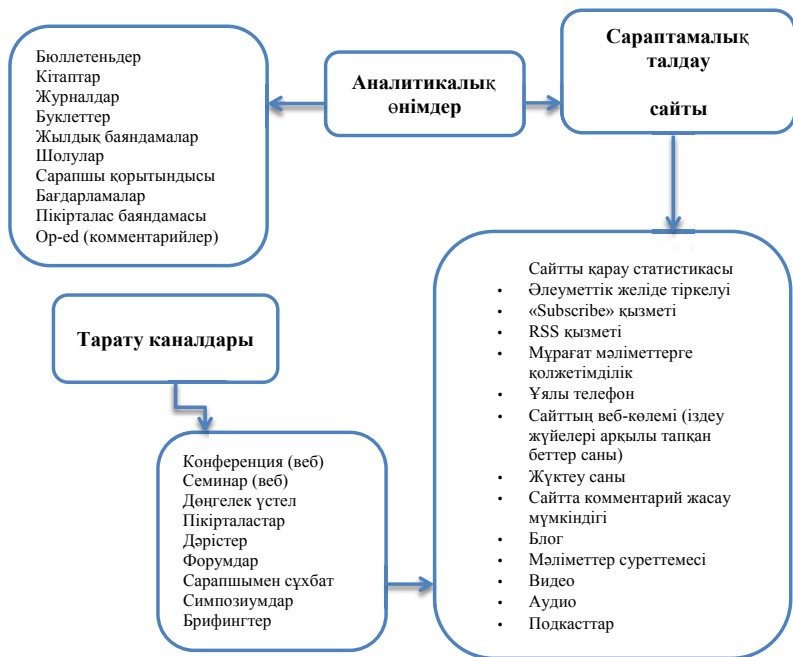 Бюллетеньдер
Кітаптар
Журналдар
Буклеттер
Жылдық баяндамалар
Шолулар
Сарапшы қорытындысы
Бағдарламалар
Пікірталас баяндамасы
Op-ed (комментарийлер)
Аналитикалық
өнімдер
Сараптамалық
талдау
сайты
Тарату каналдары
Конференция (веб)
Семинар (веб)
Дөңгелек үстел
Пікірталастар
Дәрістер
Форумдар
Сарапшымен сұхбат
Симпозиумдар
Брифингтер
Сайтты қарау статистикасы
• Әлеуметтік желіде тіркелуі
• «Subscribe» қызметі
• RSS қызметі
• Мұрағат мәліметтерге
қолжетімділік
• Ұялы телефон
• Сайттың веб-көлемі (іздеу
жүйелері арқылы тапқан
беттер саны)
• Жүктеу саны
• Сайтта комментарий жасау
мүмкіндігі
• Блог
• Мәліметтер суреттемесі
• Видео
• Аудио
• Подкасттар